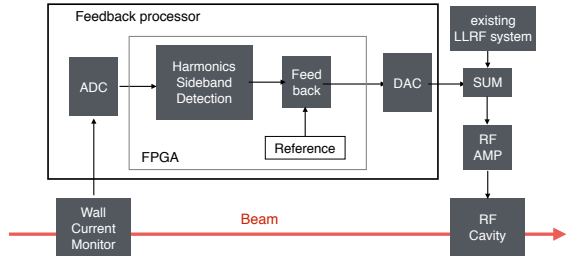 Feedback processor
existing
LLRF system
Harmonics
Sideband
Detection
Feed
back
ADC
DAC
SUM
Reference
FPGA
RF
AMP
Wall
Current
Monitor
Beam
RF
Cavity